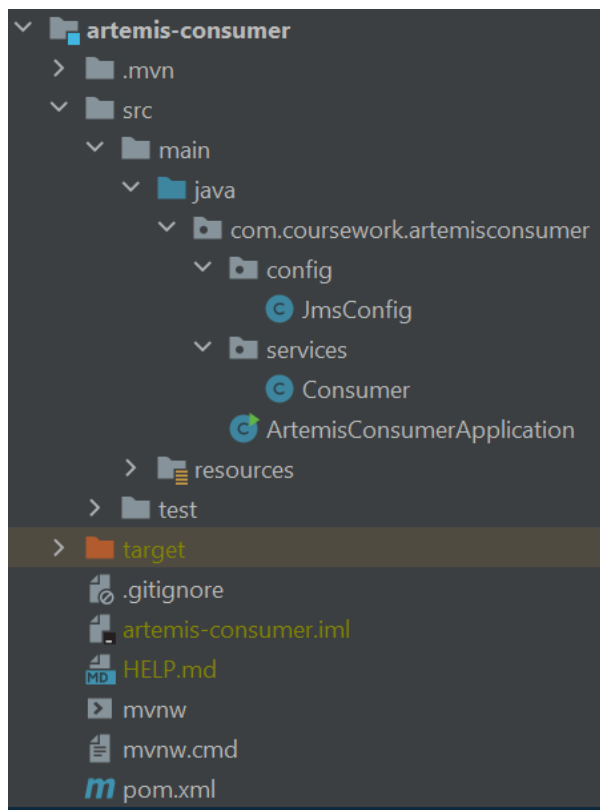 artemis-consumer
.mvn
src
main
java
com.coursework.artemisconsumer
config
C JmsConfig
services
C Consumer
C ArtemisConsumerApplication
resources
test
target
.gitignore
artemis-consumer.iml
MD HELP.md
mvnw
mvnw.cmd
m pom.xml